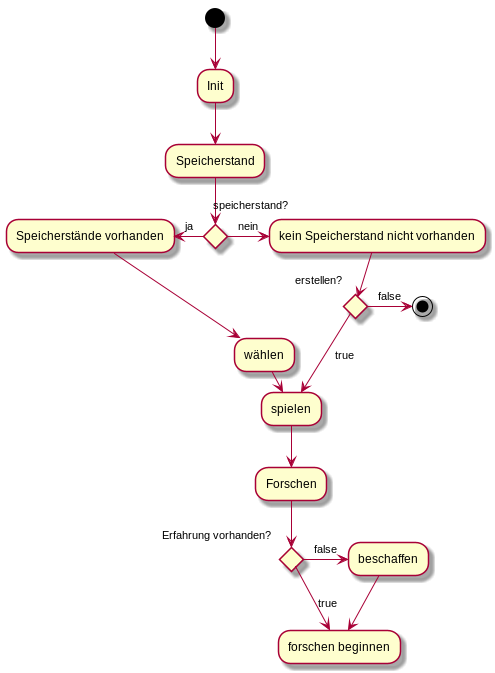 Init
Speicherstand
speicherstand?
Speicherstände vorhanden
ja
nein
kein Speicherstand nicht vorhanden
erstellen?
false
wählen
true
spielen
Forschen
Erfahrung vorhanden?
false
beschaffen
true
forschen beginnen